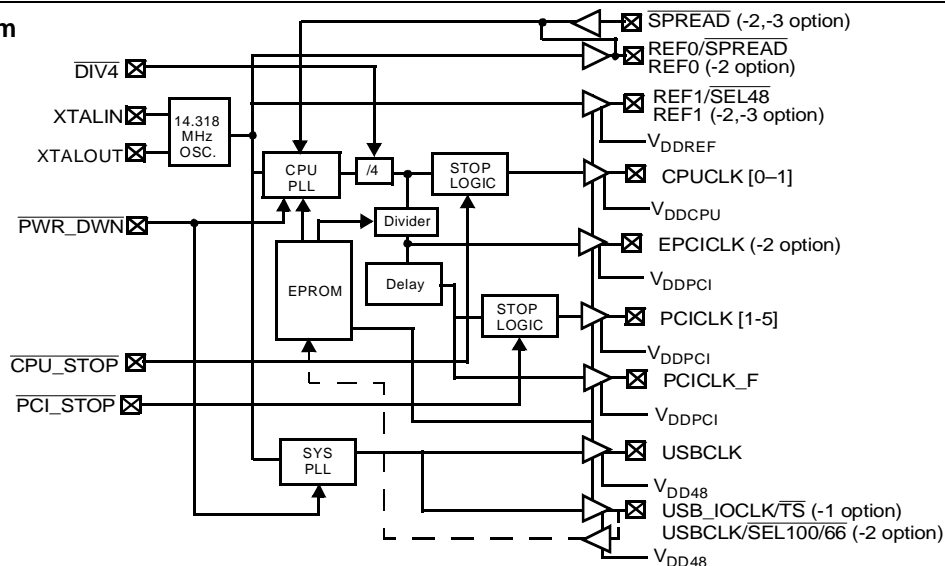 m
SPREAD (-2,-3 option)
REF0/SPREAD
REF0 (-2 option)
DIV4
XTALIN
XTALOUT
14.318
MHz
OSC.
REF1/SEL48
REF1 (-2,-3 option)
VDDREF
CPU
PLL
/4
STOP
LOGIC
CPUCLK [0–1]
VDDCPU
PWR_DWN
Divider
EPCICLK (-2 option)
VDDPCI
EPROM
Delay
STOP
LOGIC
PCICLK [1-5]
VDDPCI
CPU_STOP
PCICLK_F
PCI_STOP
VDDPCI
SYS
PLL
USBCLK
VDD48
USB_IOCLK/TS (-1 option)
USBCLK/SEL100/66 (-2 option)
VDD48